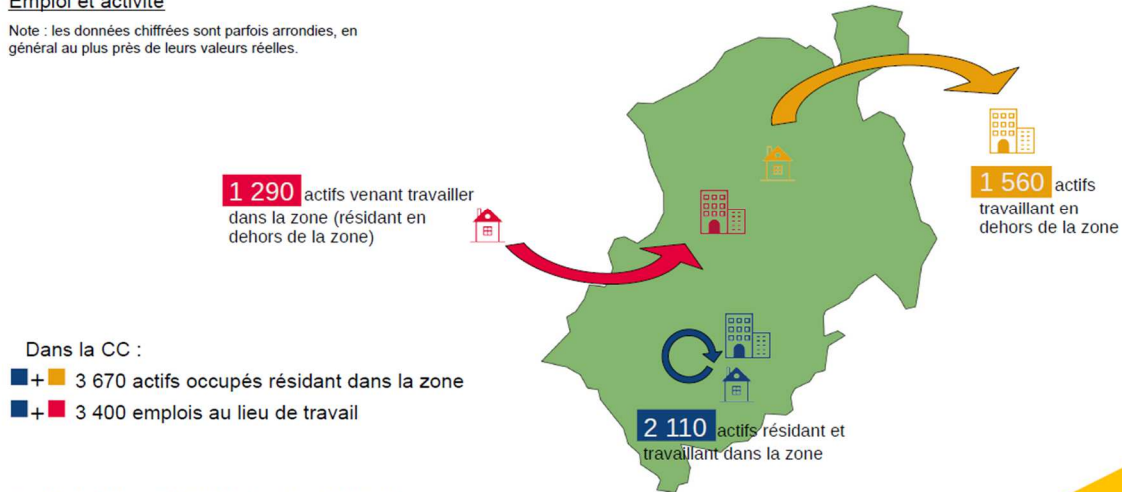 Emploi et activité
Note : les données chiffrées sont parfois arrondies, en
général au plus près de leurs valeurs réelles.
1 290 actifs venant travailler
dans la zone (résidant en
dehors de la zone)
1 560 actifs
travaillant en
dehors de la zone
Dans la CC :
+ 3 670 actifs occupés résidant dans la zone
+ 3 400 emplois au lieu de travail
2 110 actifs résidant et
travaillant dans la zone